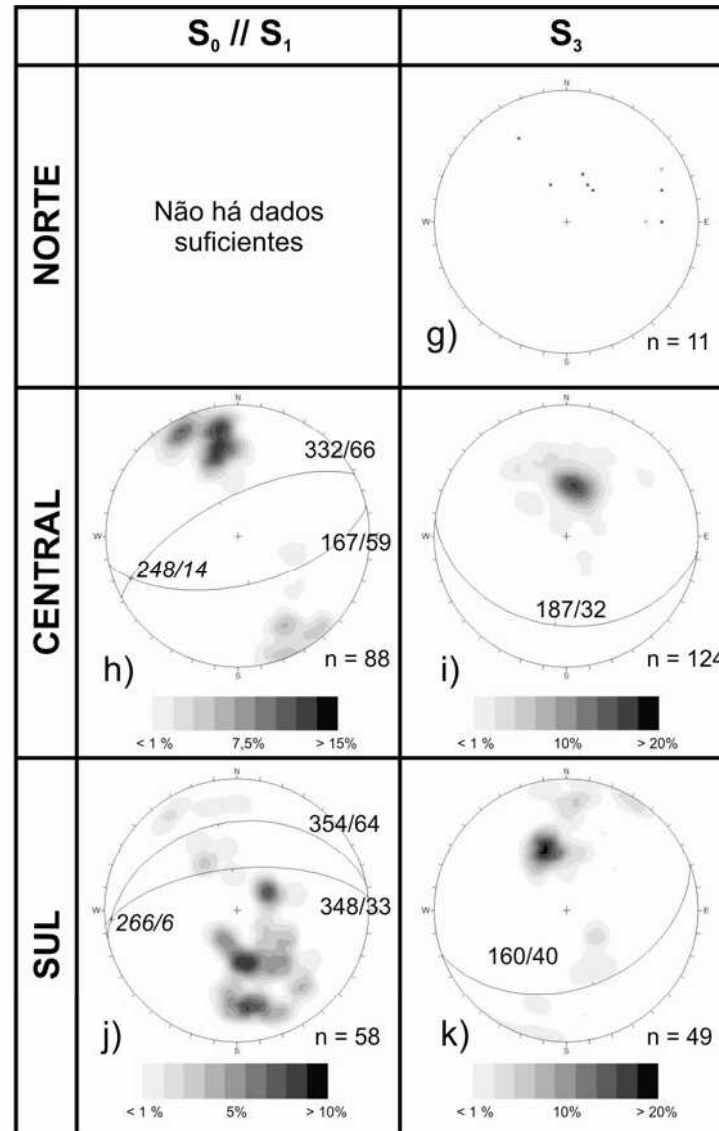 S₀ // S₁
S₃
NORTE
Não há dados
suficientes
N
W
E
S
g)
n = 11
CENTRAL
N
W
E
S
332/66
167/59
248/14
h)
n = 88
< 1 %
7,5%
> 15%
N
W
E
S
187/32
i)
n = 124
< 1 %
10%
> 20%
SUL
N
W
E
S
354/64
348/33
266/6
j)
n = 58
< 1 %
5%
> 10%
N
W
E
S
160/40
k)
n = 49
< 1 %
10%
> 20%